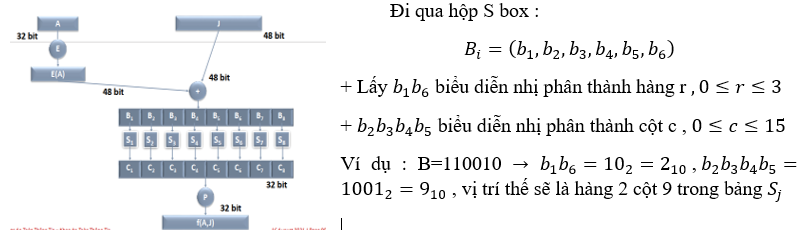 A
J
32 bit
48 bit
E
48 bit
E(A)
48 bit
+
B₁ B₂ B₃ B₄ B₅ B₆ B₇ B₈
S₁ S₂ S₃ S₄ S₅ S₆ S₇ S₈
C₁ C₂ C₃ C₄ C₅ C₆ C₇ C₈
32 bit
P
32 bit
f(A,J)
Đi qua hộp S box :
Bᵢ = (b₁, b₂, b₃, b₄, b₅, b₆)
+ Lấy b₁b₆ biểu diễn nhị phân thành hàng r , 0 ≤ r ≤ 3
+ b₂b₃b₄b₅ biểu diễn nhị phân thành cột c , 0 ≤ c ≤ 15
Ví dụ : B=110010 → b₁b₆ = 10₂ = 2₁₀ , b₂b₃b₄b₅ =
1001₂ = 9₁₀ , vị trí thế sẽ là hàng 2 cột 9 trong bảng Sⱼ